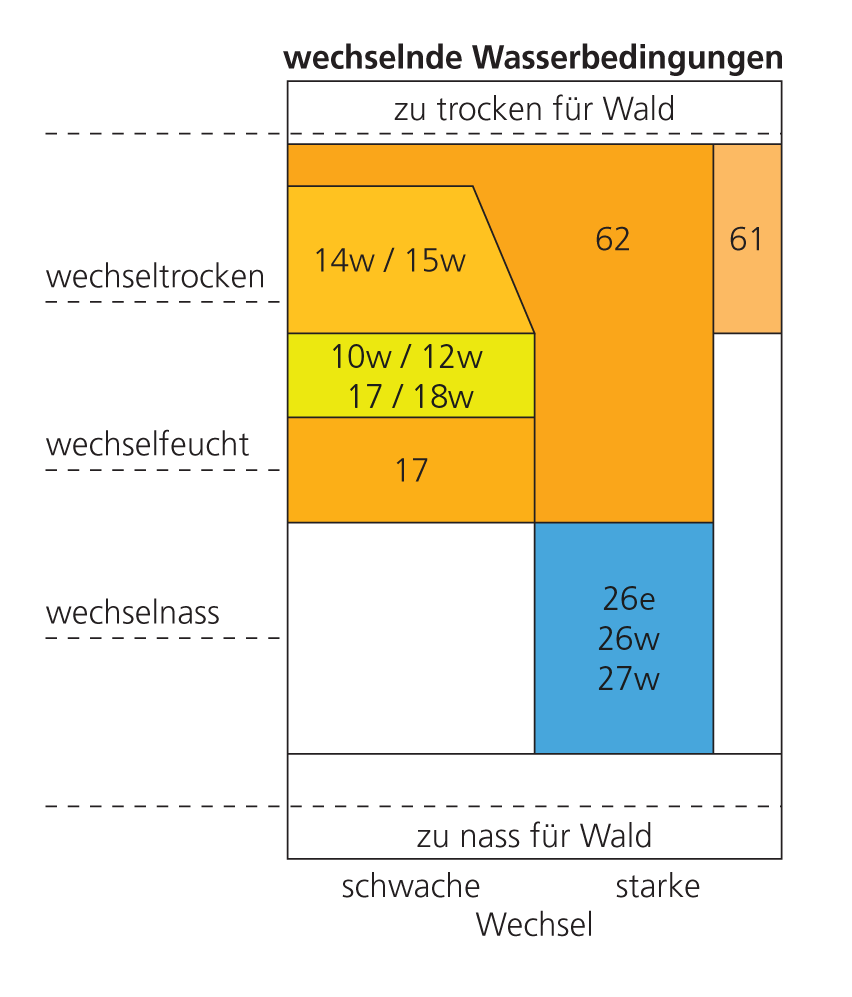 wechselnde Wasserbedingungen
zu trocken für Wald
62
61
14w / 15w
wechseltrocken
10w / 12w
17 / 18w
wechselfeucht
17
26e
wechselnass
26w
27w
zu nass für Wald
schwache
starke
Wechsel